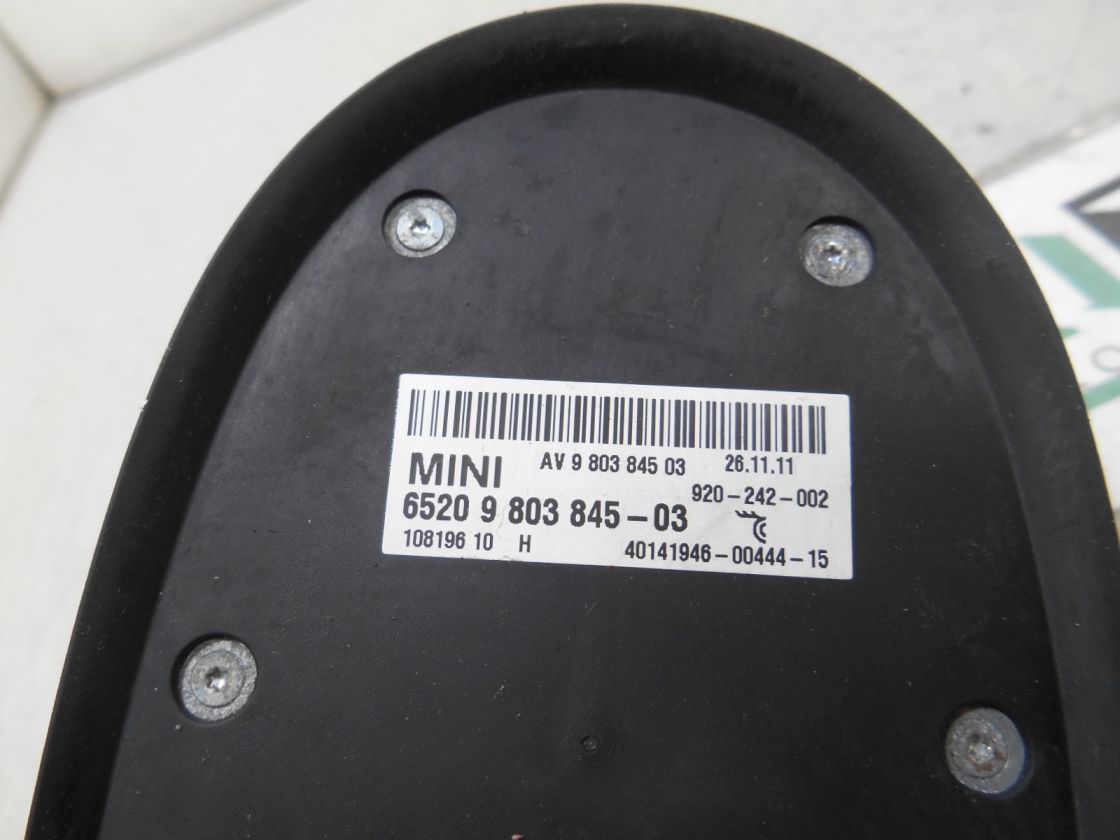 MINI AV 9 803 845 03 26.11.11
920-242-002
6520 9 803 845-03
108196 10 H 40141946-00444-15